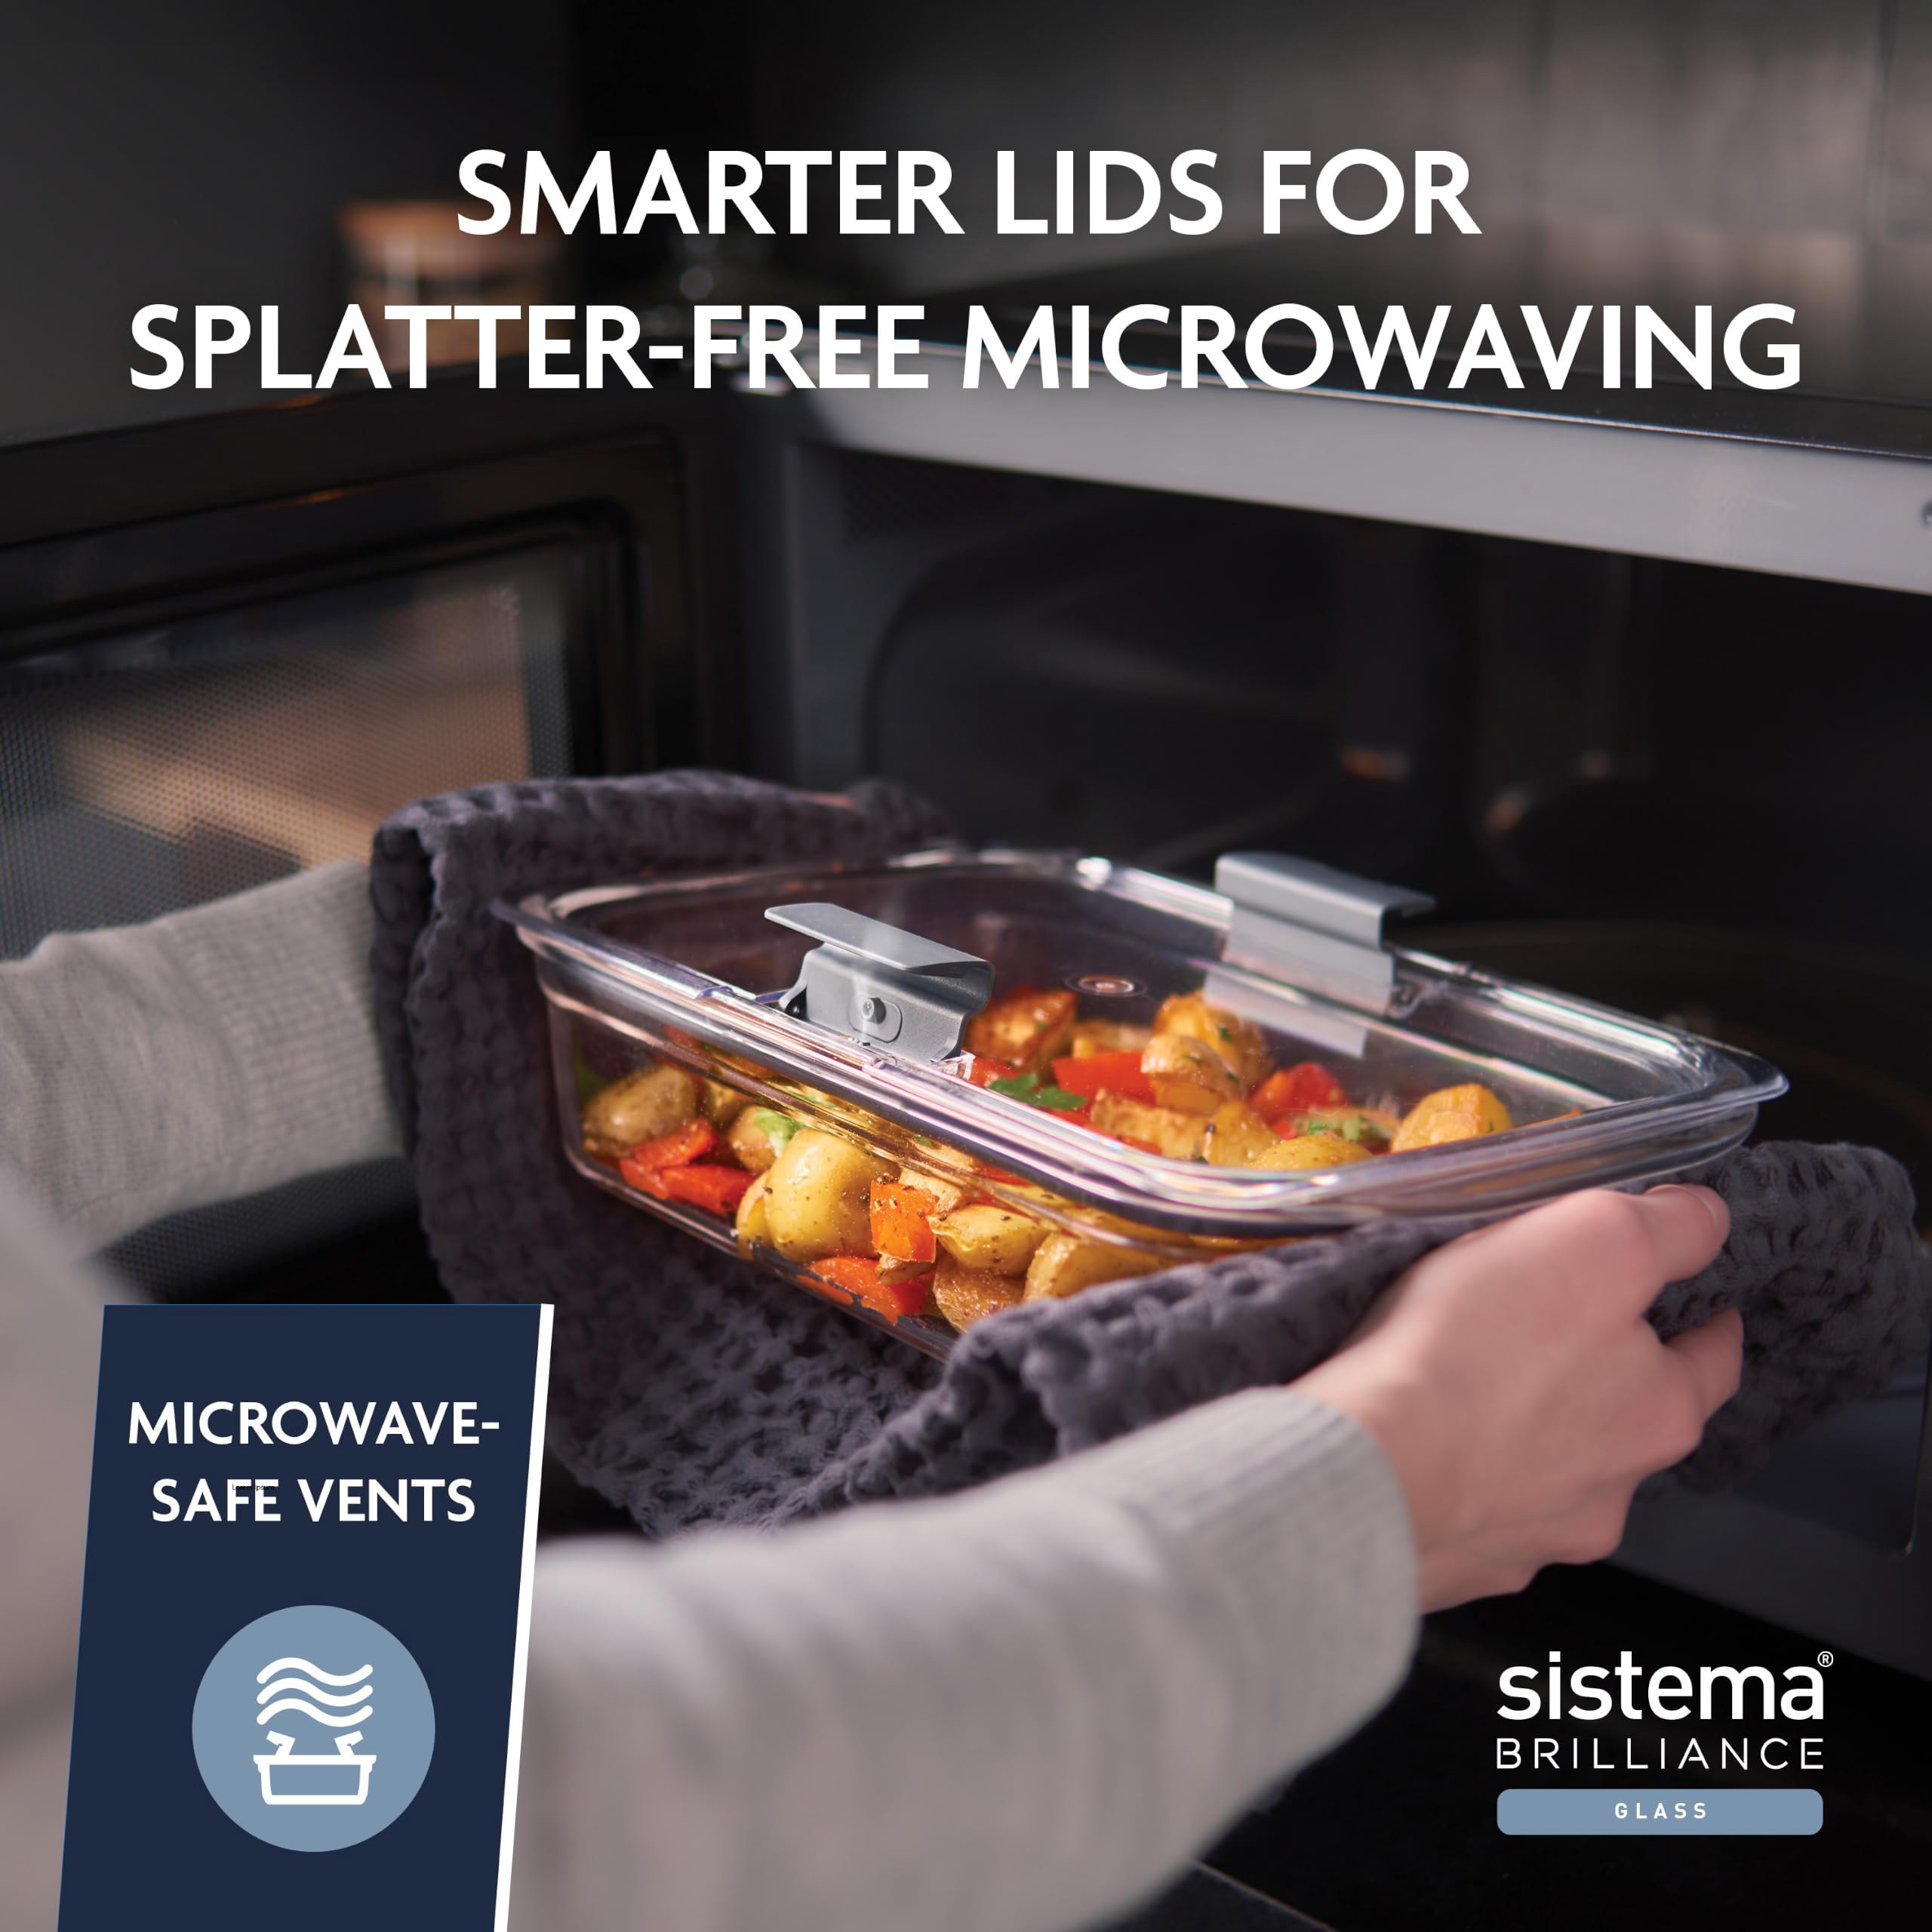 SMARTER LIDS FOR
SPLATTER-FREE MICROWAVING
MICROWAVE-
SAFE VENTS
sistema®
BRILLIANCE
GLASS